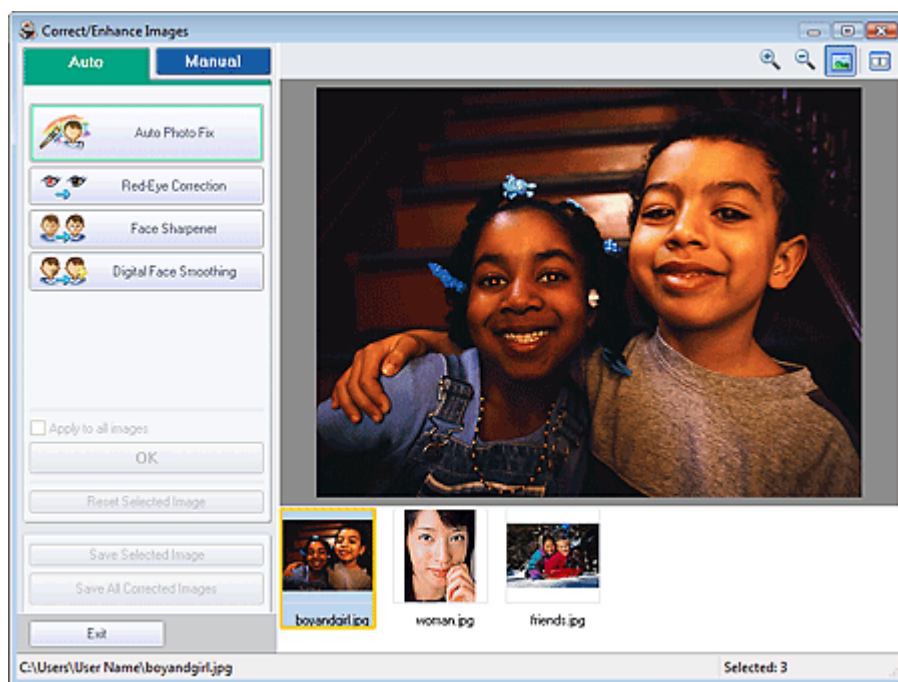 Correct/Enhance Images
Auto
Manual
Auto Photo Fix
Red-Eye Correction
Face Sharpener
Digital Face Smoothing
Apply to all images
OK
Reset Selected Image
Save Selected Image
Save All Corrected Images
Exit
boyandgirl.jpg
woman.jpg
friends.jpg
C:\Users\User Name\boyandgirl.jpg
Selected: 3